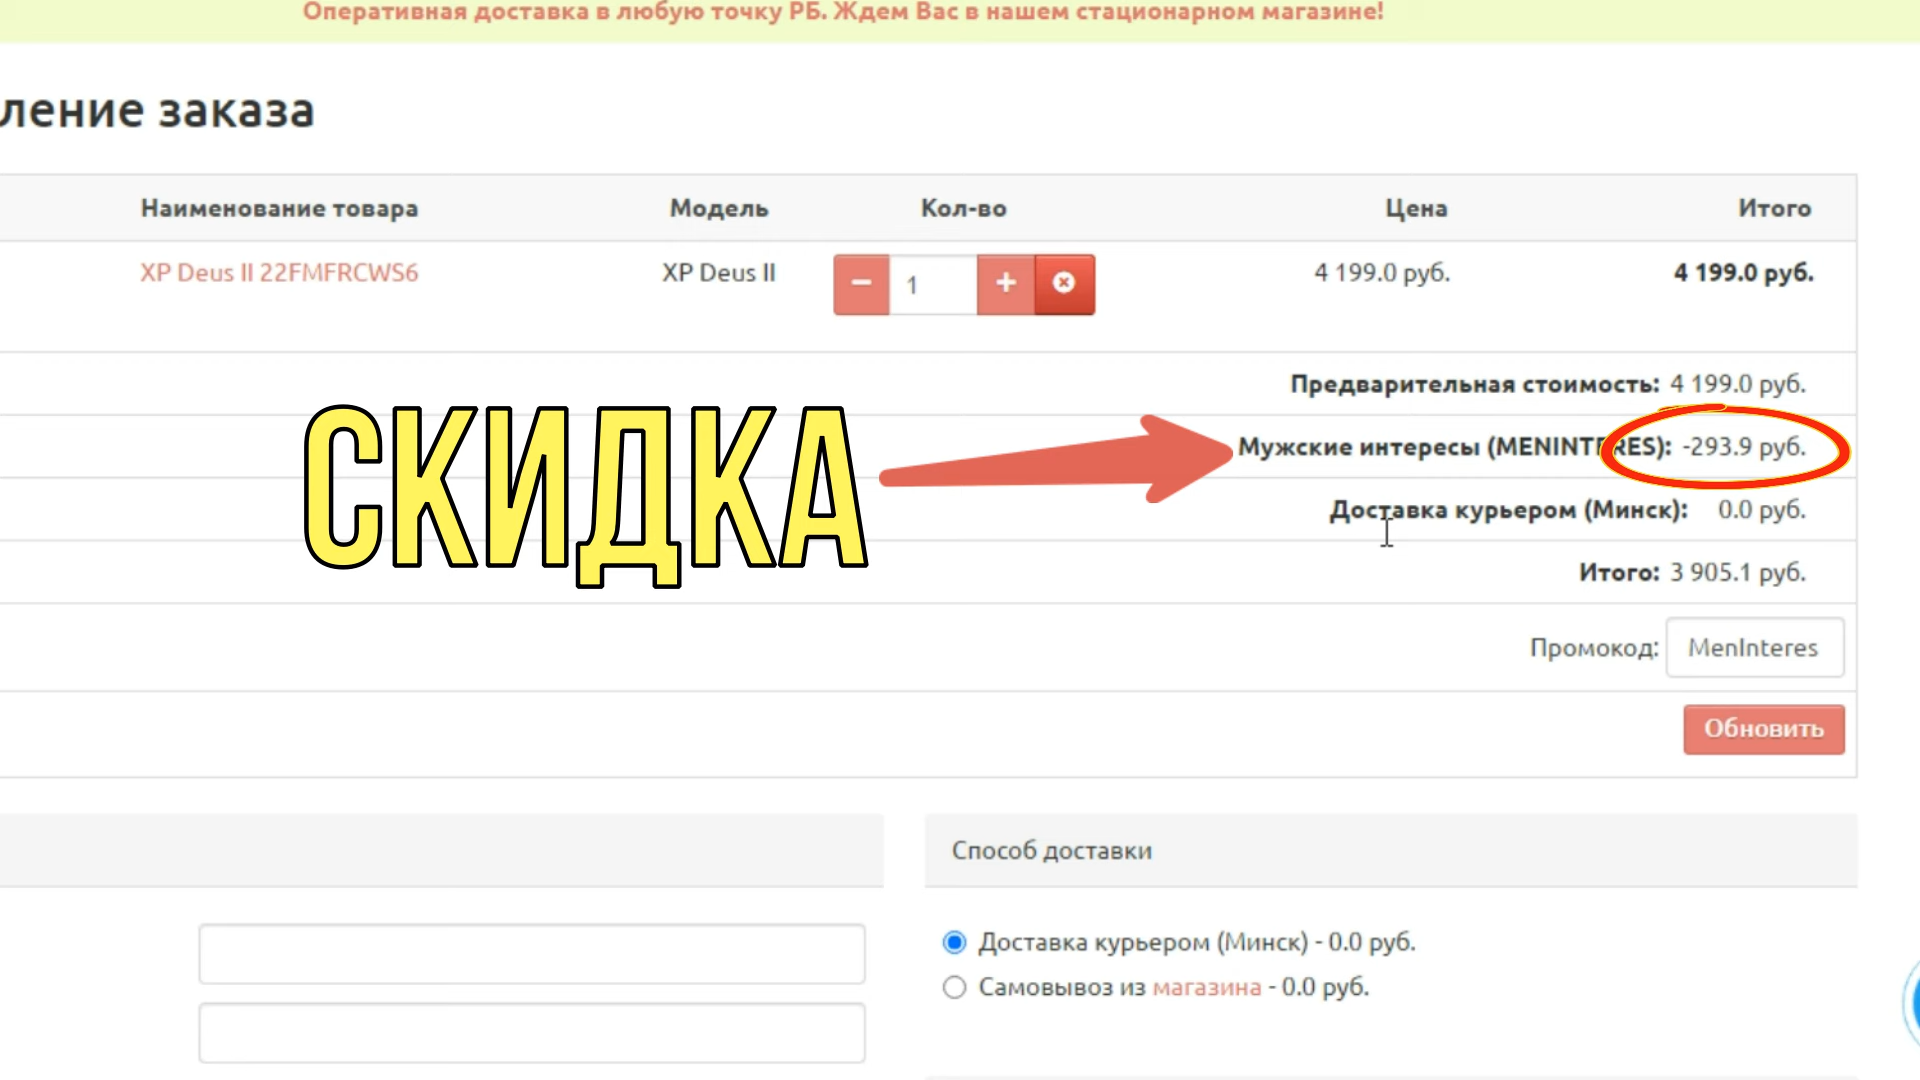 Оперативная доставка в любую точку РБ. Ждем Вас в нашем стационарном магазине!
ление заказа
Наименование товара Модель Кол-во Цена Итого
XP Deus II 22FMFRCWS6 XP Deus II 1 4 199.0 руб. 4 199.0 руб.
Предварительная стоимость: 4 199.0 руб.
СКИДКА
Мужские интересы (MENINTERES): -293.9 руб.
Доставка курьером (Минск): 0.0 руб.
Итого: 3 905.1 руб.
Промокод: MenInteres
Обновить
Способ доставки
Доставка курьером (Минск) - 0.0 руб.
Самовывоз из магазина - 0.0 руб.